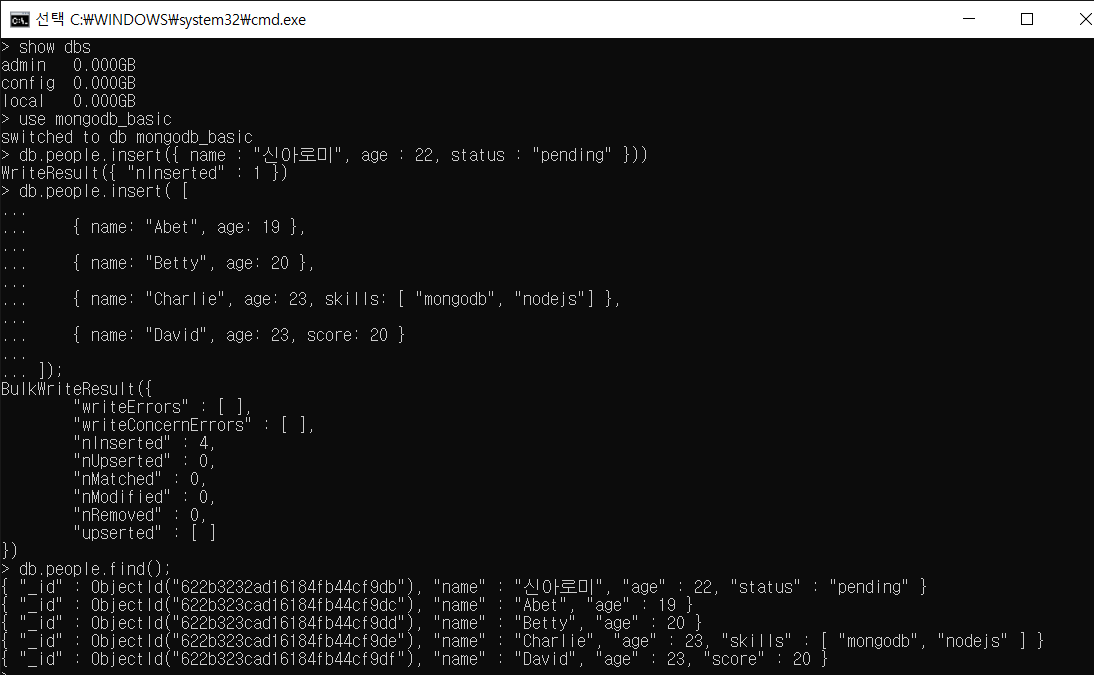 선택 C:₩WINDOWS₩system32₩cmd.exe
> show dbs
admin   0.000GB
config  0.000GB
local   0.000GB
> use mongodb_basic
switched to db mongodb_basic
> db.people.insert({ name : "신아로미", age : 22, status : "pending" }))
WriteResult({ "nInserted" : 1 })
> db.people.insert( [
...
...     { name: "Abet", age: 19 },
...
...     { name: "Betty", age: 20 },
...
...     { name: "Charlie", age: 23, skills: [ "mongodb", "nodejs"] },
...
...     { name: "David", age: 23, score: 20 }
...
... ]);
BulkWriteResult({
        "writeErrors" : [ ],
        "writeConcernErrors" : [ ],
        "nInserted" : 4,
        "nUpserted" : 0,
        "nMatched" : 0,
        "nModified" : 0,
        "nRemoved" : 0,
        "upserted" : [ ]
})
> db.people.find();
{ "_id" : ObjectId("622b3232ad16184fb44cf9db"), "name" : "신아로미", "age" : 22, "status" : "pending" }
{ "_id" : ObjectId("622b323cad16184fb44cf9dc"), "name" : "Abet", "age" : 19 }
{ "_id" : ObjectId("622b323cad16184fb44cf9dd"), "name" : "Betty", "age" : 20 }
{ "_id" : ObjectId("622b323cad16184fb44cf9de"), "name" : "Charlie", "age" : 23, "skills" : [ "mongodb", "nodejs" ] }
{ "_id" : ObjectId("622b323cad16184fb44cf9df"), "name" : "David", "age" : 23, "score" : 20 }